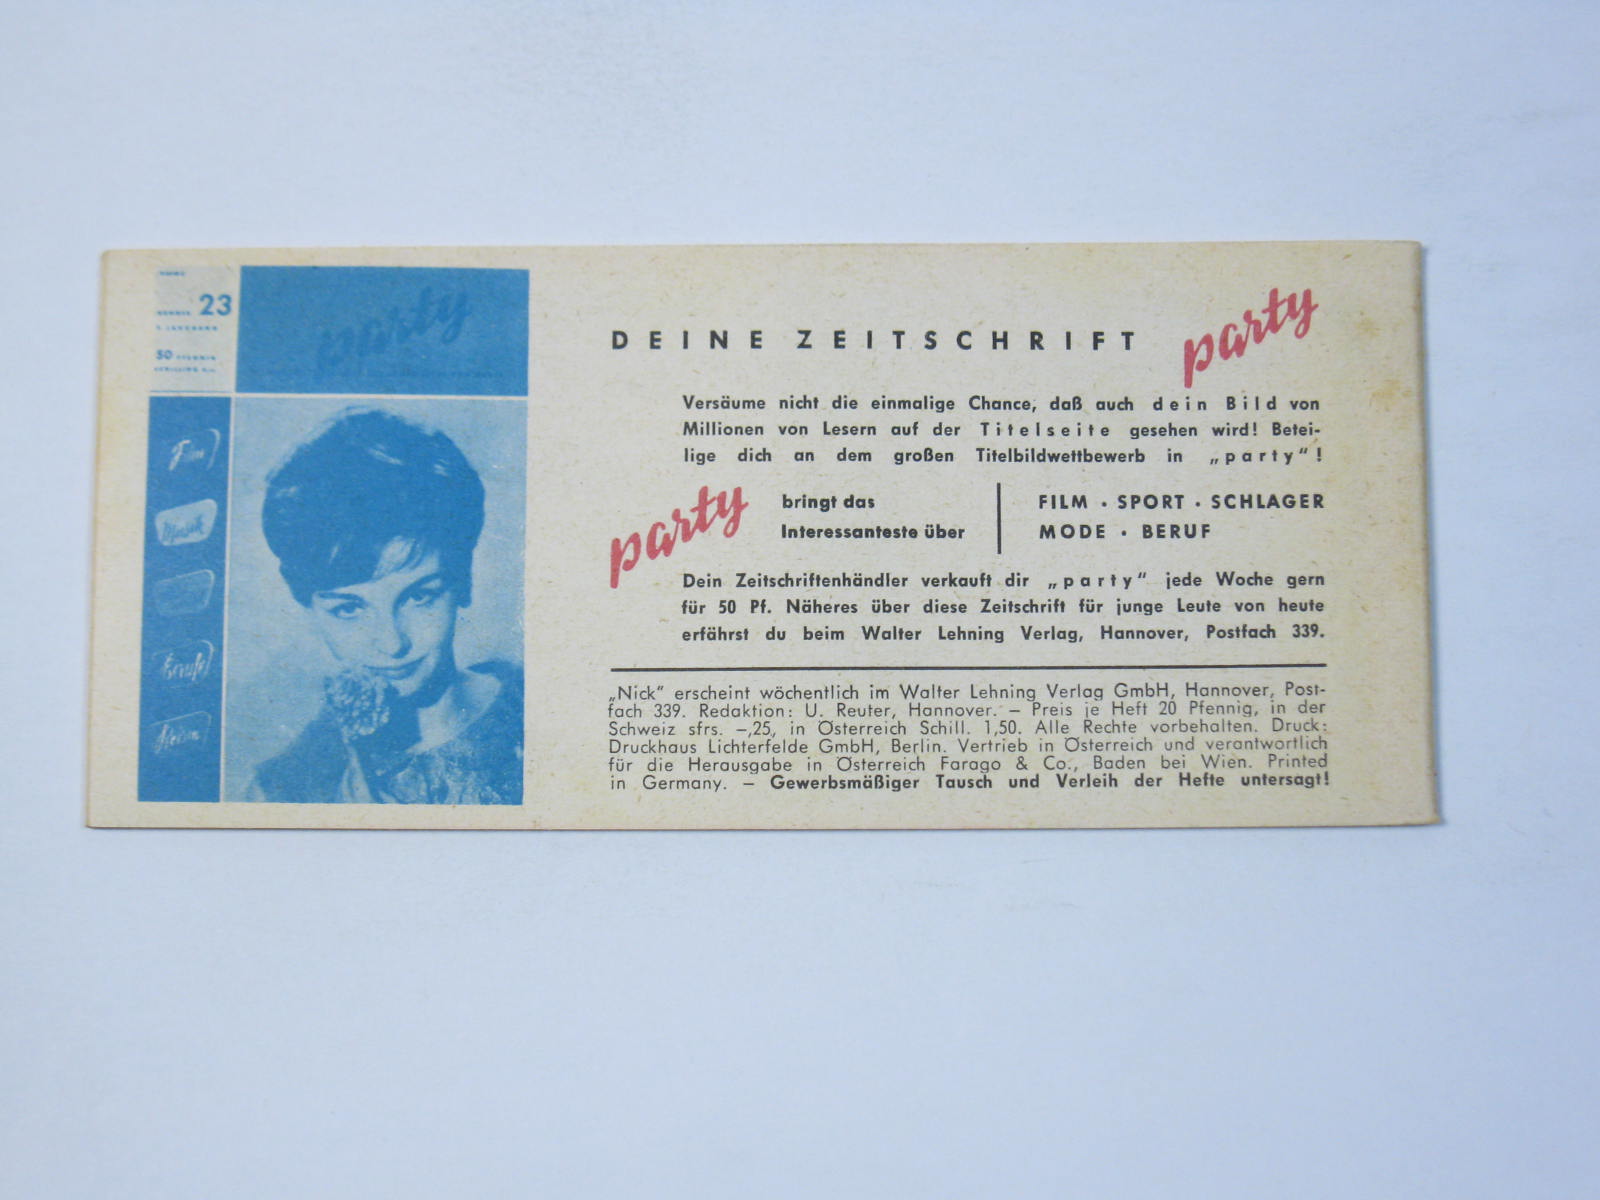 23
50
party
Film
Musik
Berufe
DEINE ZEITSCHRIFT party
Versäume nicht die einmalige Chance, daß auch dein Bild von
Millionen von Lesern auf der Titelseite gesehen wird! Betei-
lige dich an dem großen Titelbildwettbewerb in „party“!
party
bringt das
Interessanteste über
FILM · SPORT · SCHLAGER
MODE · BERUF
Dein Zeitschriftenhändler verkauft dir „party“ jede Woche gern
für 50 Pf. Näheres über diese Zeitschrift für junge Leute von heute
erfährst du beim Walter Lehning Verlag, Hannover, Postfach 339.
„Nick“ erscheint wöchentlich im Walter Lehning Verlag GmbH, Hannover, Post-
fach 339. Redaktion: U. Reuter, Hannover. – Preis je Heft 20 Pfennig, in der
Schweiz sfrs. –,25, in Österreich Schill. 1,50. Alle Rechte vorbehalten. Druck:
Druckhaus Lichterfelde GmbH, Berlin. Vertrieb in Österreich und verantwortlich
für die Herausgabe in Österreich Farago & Co., Baden bei Wien. Printed
in Germany. – Gewerbsmäßiger Tausch und Verleih der Hefte untersagt!